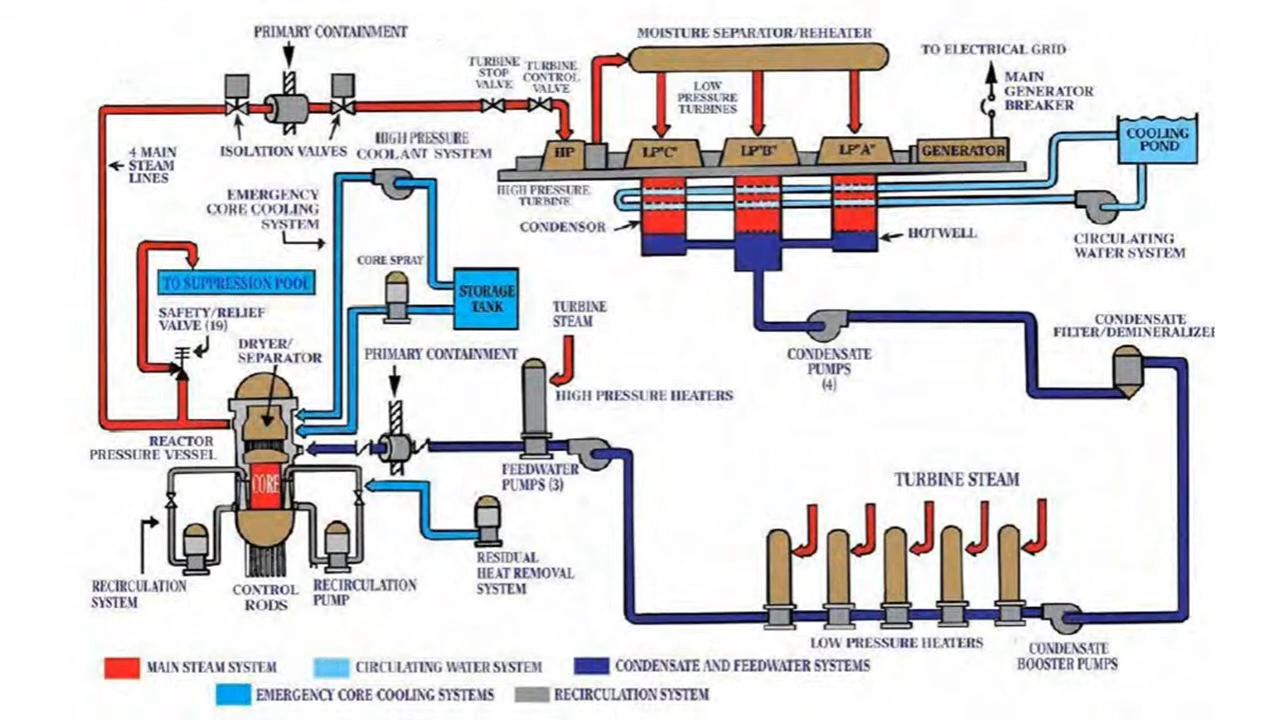 PRIMARY CONTAINMENT
MOISTURE SEPARATOR/REHEATER
TO ELECTRICAL GRID
TURBINE
STOP
VALVE
TURBINE
CONTROL
VALVE
MAIN
GENERATOR
BREAKER
LOW
PRESSURE
TURBINES
COOLING
POND
4 MAIN
STEAM
LINES
ISOLATION VALVES
HIGH PRESSURE
COOLANT SYSTEM
HP
LP"C"
LP"B"
LP"A"
GENERATOR
HIGH PRESSURE
TURBINE
EMERGENCY
CORE COOLING
SYSTEM
CONDENSOR
HOTWELL
CIRCULATING
WATER SYSTEM
CORE SPRAY
TO SUPPRESSION POOL
STORAGE
TANK
SAFETY/RELIEF
VALVE (19)
TURBINE
STEAM
DRYER/
SEPARATOR
PRIMARY CONTAINMENT
CONDENSATE
PUMPS
(4)
CONDENSATE
FILTER/DEMINERALIZER
HIGH PRESSURE HEATERS
REACTOR
PRESSURE VESSEL
CORE
FEEDWATER
PUMPS (3)
TURBINE STEAM
RECIRCULATION
SYSTEM
CONTROL
RODS
RECIRCULATION
PUMP
RESIDUAL
HEAT REMOVAL
SYSTEM
LOW PRESSURE HEATERS
CONDENSATE
BOOSTER PUMPS
MAIN STEAM SYSTEM
CIRCULATING WATER SYSTEM
CONDENSATE AND FEEDWATER SYSTEMS
EMERGENCY CORE COOLING SYSTEMS
RECIRCULATION SYSTEM